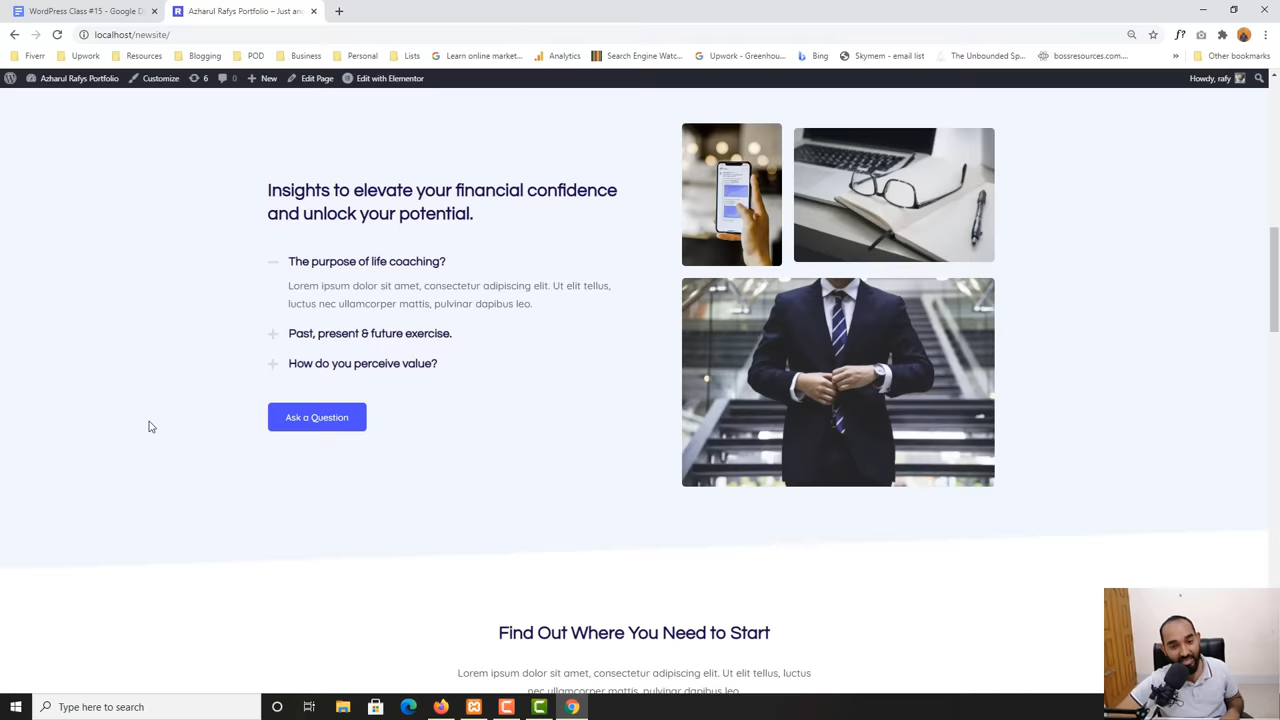 WordPress Class #15 - Google D
Azharul Rafys Portfolio – Just an
localhost/newsite/
Fiverr
Upwork
Resources
Blogging
POD
Business
Personal
Lists
Learn online market...
Analytics
Search Engine Watc...
Upwork - Greenhou...
Bing
Skymem - email list
The Unbounded Sp...
bossresources.com....
Other bookmarks
Azharul Rafys Portfolio
Customize
6
0
New
Edit Page
Edit with Elementor
Howdy, rafy
Insights to elevate your financial confidence
and unlock your potential.
The purpose of life coaching?
Lorem ipsum dolor sit amet, consectetur adipiscing elit. Ut elit tellus,
luctus nec ullamcorper mattis, pulvinar dapibus leo.
Past, present & future exercise.
How do you perceive value?
Ask a Question
Find Out Where You Need to Start
Lorem ipsum dolor sit amet, consectetur adipiscing elit. Ut elit tellus, luctus
nec ullamcorper mattis, pulvinar dapibus leo.
Type here to search